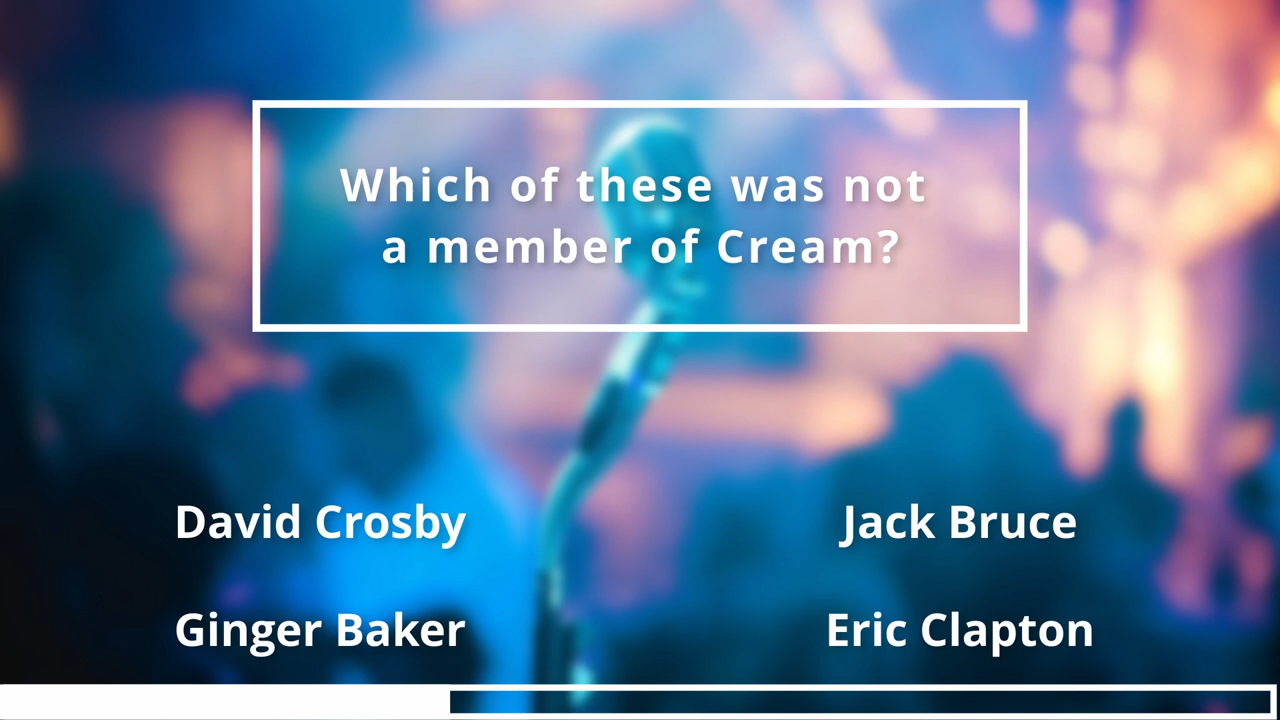 Which of these was not
a member of Cream?
David Crosby
Jack Bruce
Ginger Baker
Eric Clapton